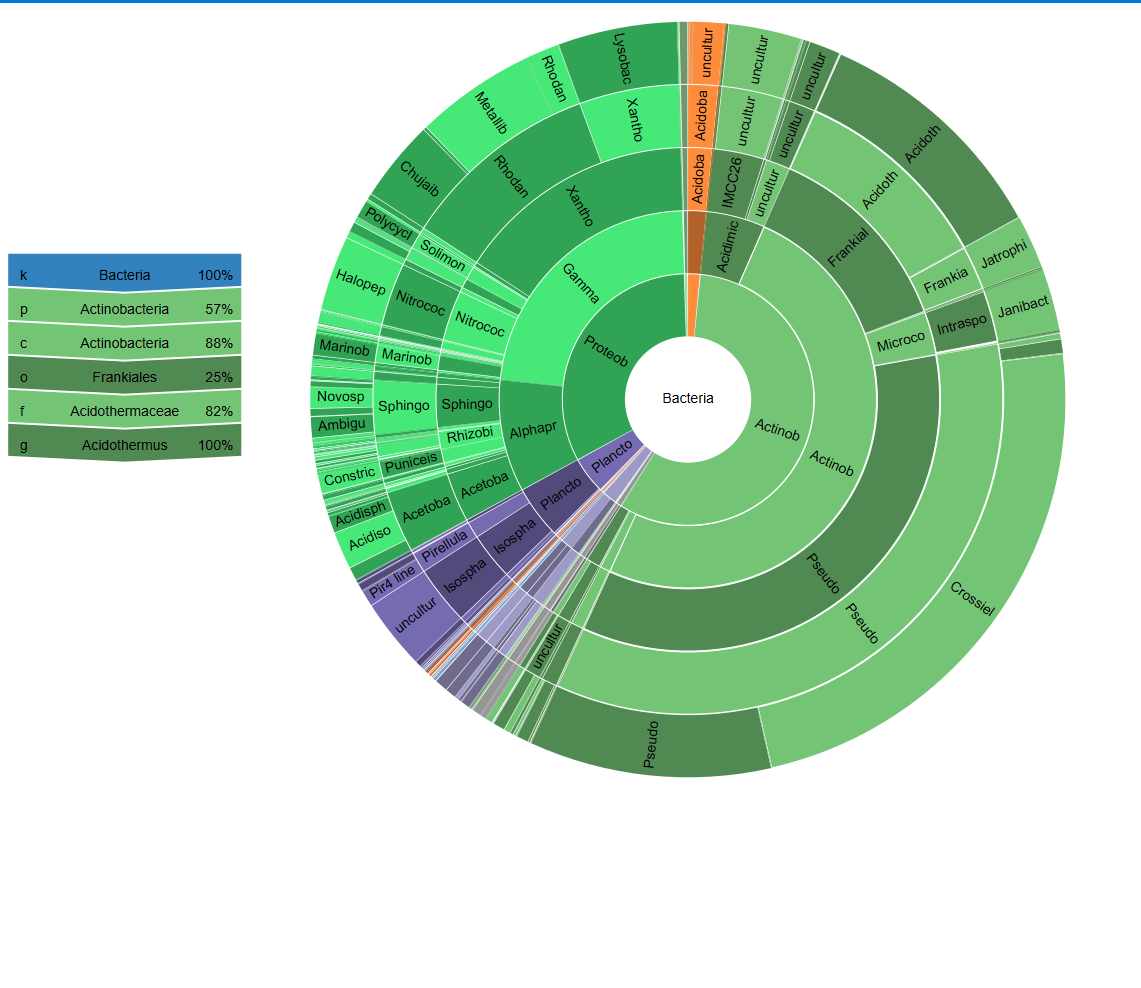 k Bacteria 100%
p Actinobacteria 57%
c Actinobacteria 88%
o Frankiales 25%
f Acidothermaceae 82%
g Acidothermus 100%
Bacteria
Proteob
Actinob
Plancto
Gamma
Alphapr
Plancto
Acidimic
Actinob
Xantho
Nitrococ
Sphingo
Rhizobi
Acetoba
Isospha
Acidoba
IMCC26
uncultur
Frankial
Microco
Pseudo
Xantho
Rhodan
Solimon
Nitrococ
Marinob
Sphingo
Puniceis
Acetoba
Pirellula
Isospha
Acidoba
uncultur
uncultur
Acidoth
Frankia
Intraspo
Pseudo
uncultur
Lysobac
Rhodan
Metallib
Chujaib
Polycycl
Halopep
Marinob
Novosp
Ambigu
Constric
Acidisph
Acidiso
Pir4 line
uncultur
uncultur
uncultur
uncultur
Acidoth
Jatrophi
Janibact
Crossiel
Pseudo